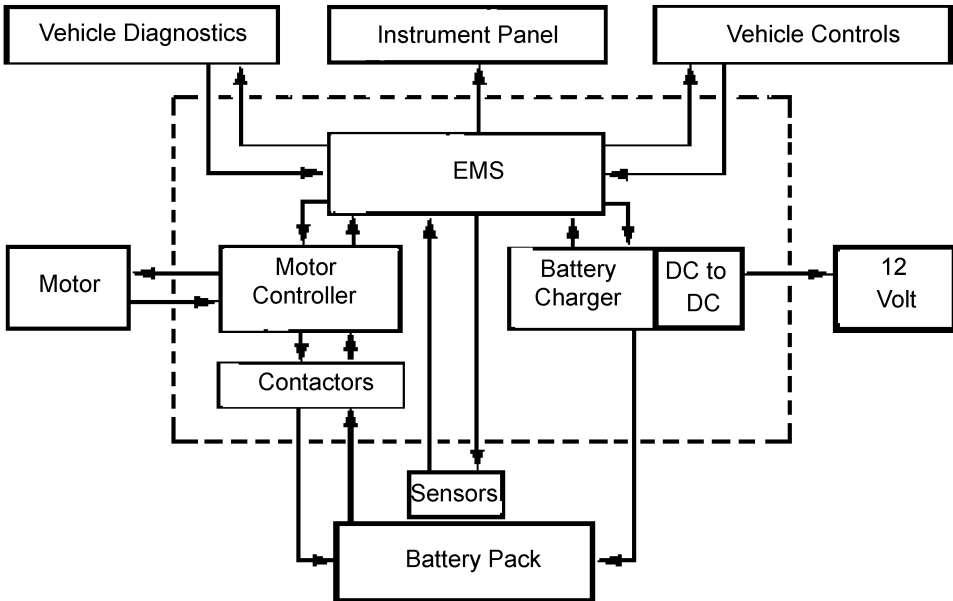 Vehicle Diagnostics
Instrument Panel
Vehicle Controls
EMS
Motor
Motor
Controller
Battery
Charger
DC to
DC
12
Volt
Contactors
Sensors
Battery Pack